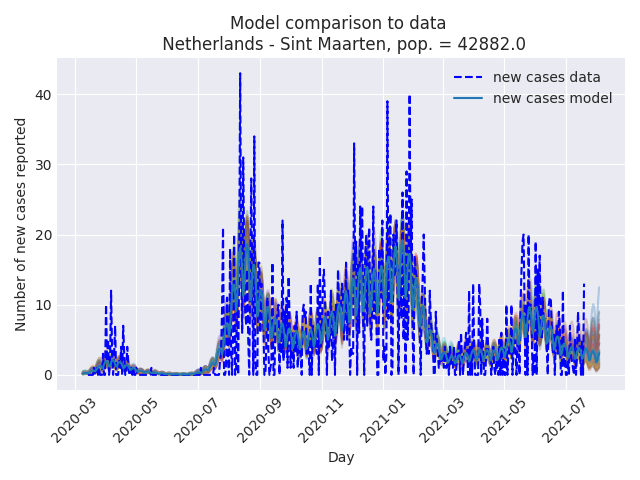 Model comparison to data
Netherlands - Sint Maarten, pop. = 42882.0
new cases data
new cases model
Number of new cases reported
40
30
20
10
0
2020-03
2020-05
2020-07
2020-09
2020-11
2021-01
2021-03
2021-05
2021-07
Day